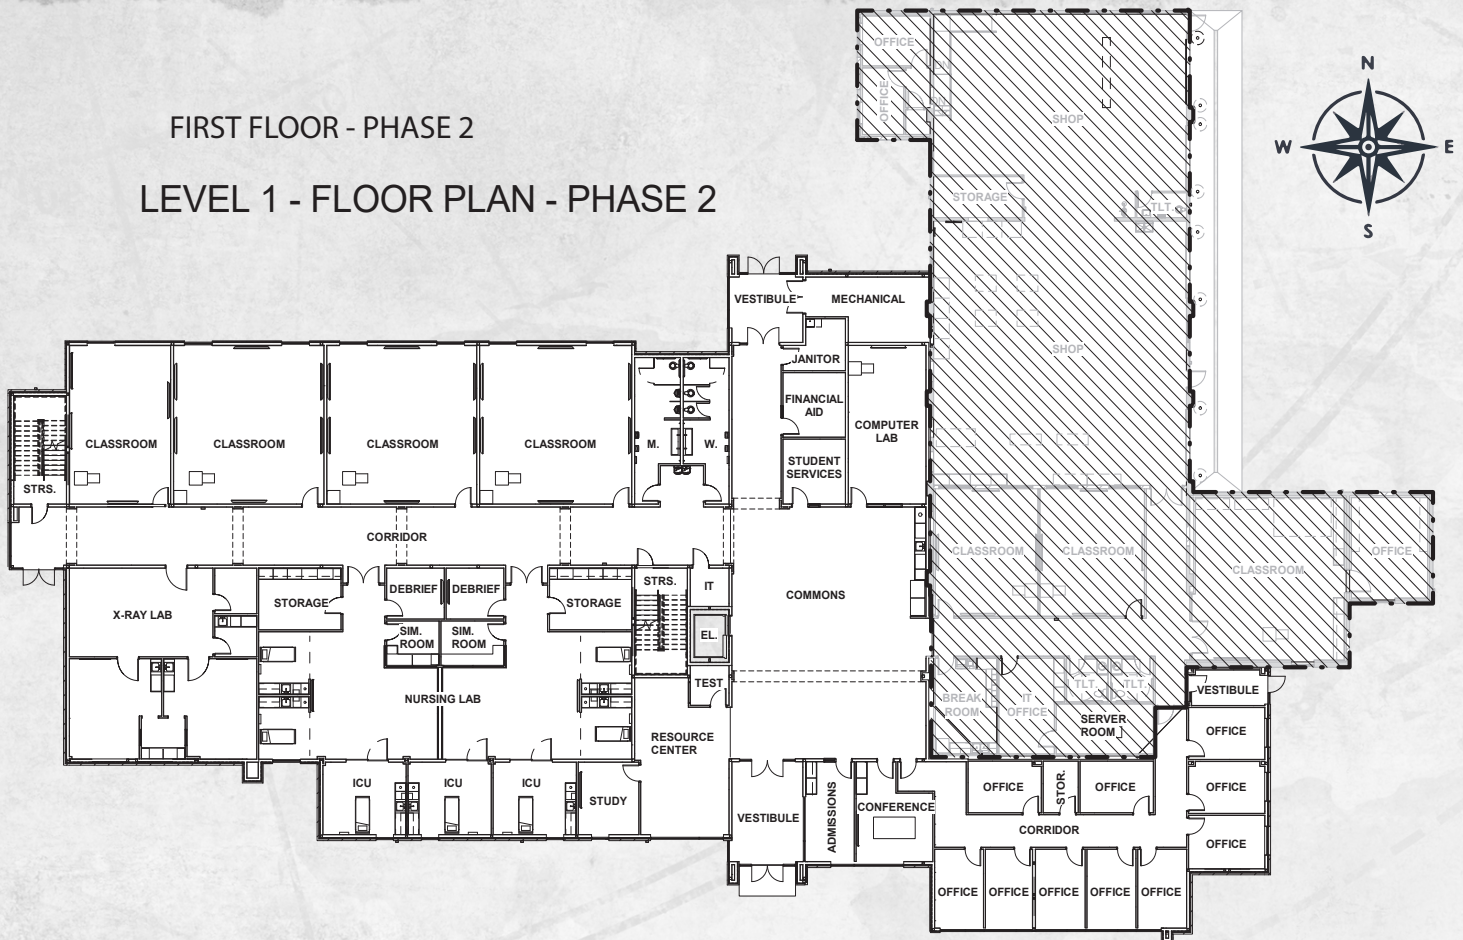 FIRST FLOOR - PHASE 2
LEVEL 1 - FLOOR PLAN - PHASE 2
N
W
E
S
OFFICE
OFFICE
SHOP
STORAGE
TLT.
SHOP
VESTIBULE
MECHANICAL
JANITOR
FINANCIAL
AID
COMPUTER
LAB
STUDENT
SERVICES
CLASSROOM
CLASSROOM
CLASSROOM
CLASSROOM
M.
W.
STRS.
CORRIDOR
CLASSROOM
CLASSROOM
CLASSROOM
OFFICE
X-RAY LAB
STORAGE
DEBRIEF
DEBRIEF
STORAGE
STRS.
IT
COMMONS
SIM.
ROOM
SIM.
ROOM
EL.
TEST
NURSING LAB
RESOURCE
CENTER
BREAK
ROOM
IT
OFFICE
TLT.
TLT.
SERVER
ROOM
VESTIBULE
OFFICE
ICU
ICU
ICU
STUDY
VESTIBULE
ADMISSIONS
CONFERENCE
OFFICE
STOR.
OFFICE
OFFICE
CORRIDOR
OFFICE
OFFICE
OFFICE
OFFICE
OFFICE
OFFICE